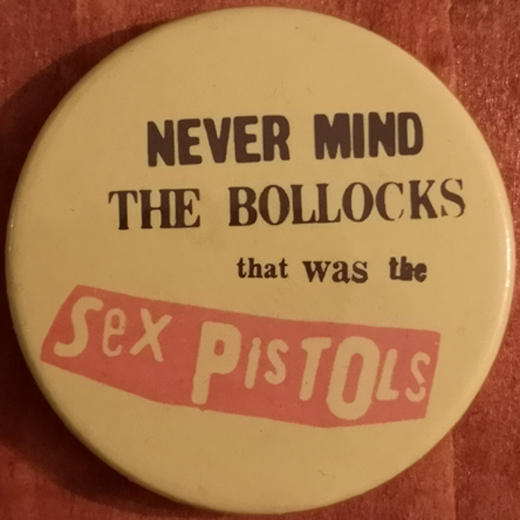 NEVER MIND
THE BOLLOCKS
that was the
Sex PiSTOLS